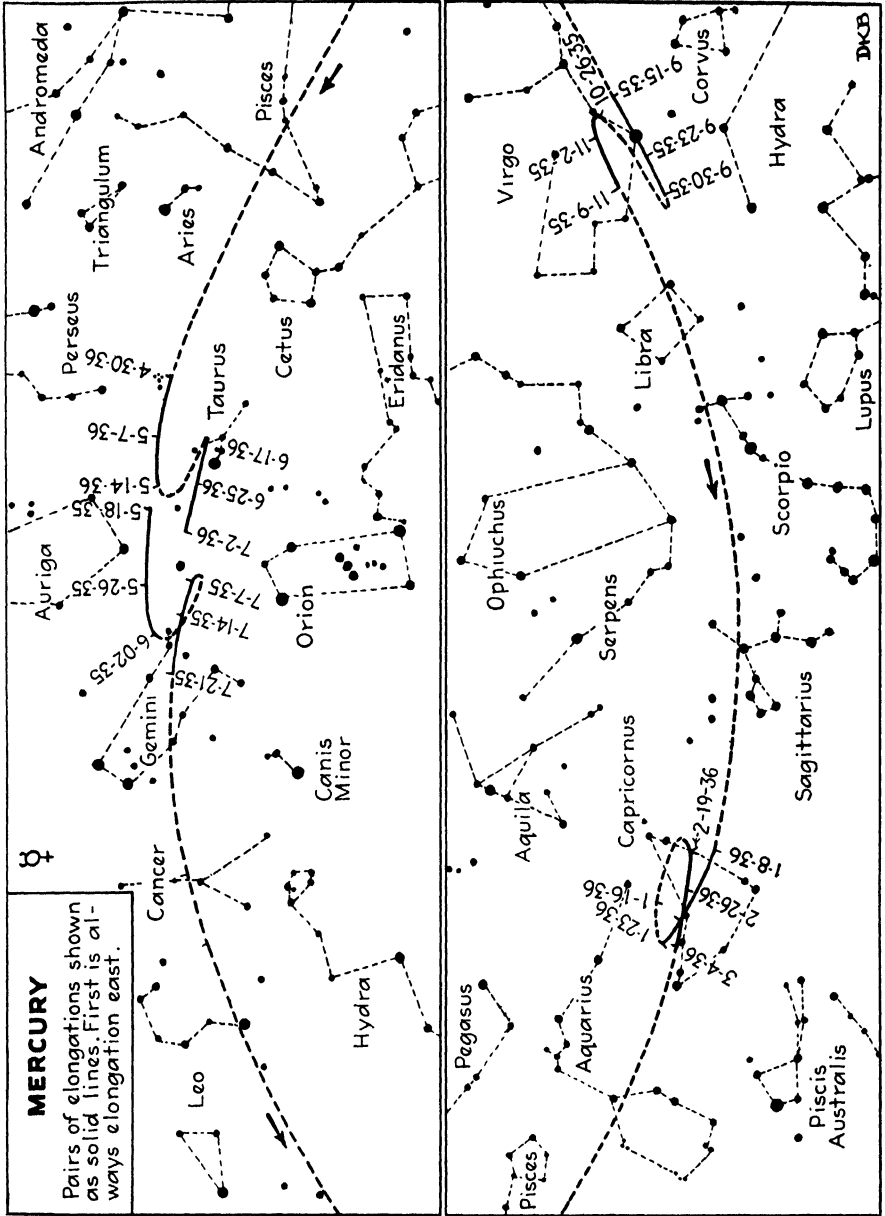 MERCURY
Pairs of elongations shown
as solid lines. First is al-
ways elongation east.
☿
Andromeda
Triangulum
Aries
Pisces
Perseus
Cetus
Taurus
Eridanus
Auriga
Orion
Gemini
Canis
Minor
Cancer
Hydra
Leo
4-30-36
5-7-36
5-14-36
5-18-35
5-26-35
6-02-35
6-17-36
6-25-36
7-2-36
7-7-35
7-14-35
7-21-35
DKB
Virgo
Corvus
Hydra
Libra
Lupus
Ophiuchus
Scorpio
Serpens
Sagittarius
Aquila
Capricornus
Pegasus
Aquarius
Piscis
Australis
Pisces
9-15-35
9-23-35
9-30-35
10-26-35
11-2-35
11-9-35
1-8-36
1-16-36
1-23-36
2-19-36
2-26-36
3-4-36